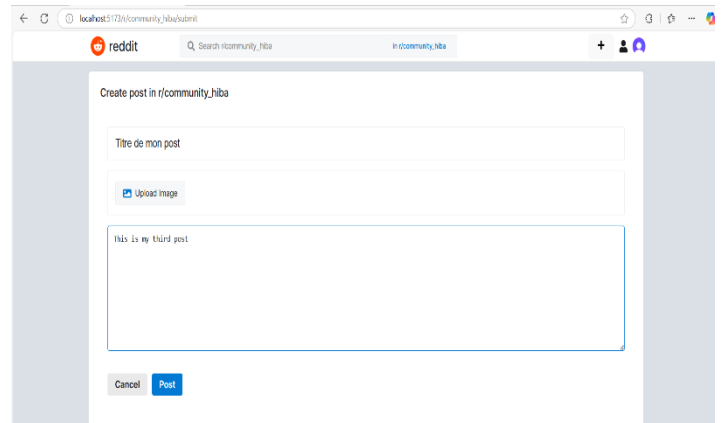 localhost:5173/r/community_hiba/submit
reddit Search r/community_hiba in r/community_hiba +
Create post in r/community_hiba
Titre de mon post
Upload image
This is my third post
Cancel Post